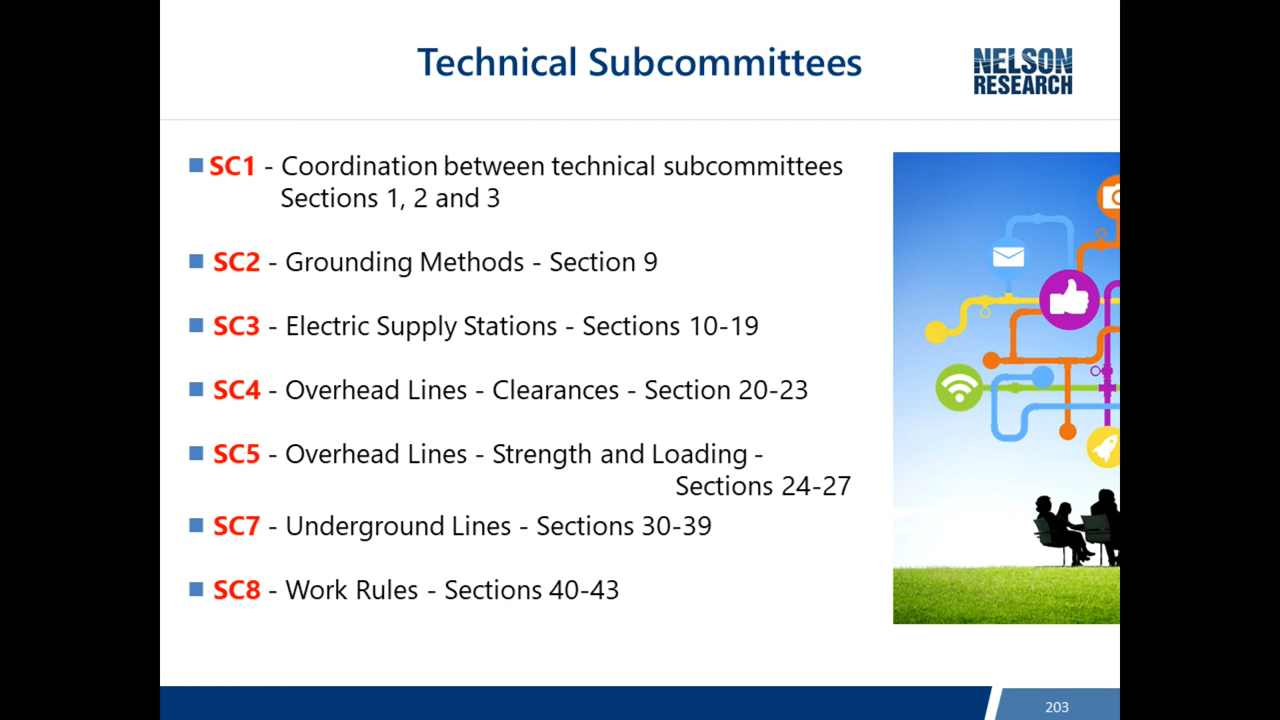 Technical Subcommittees
NELSON
RESEARCH
SC1 - Coordination between technical subcommittees
Sections 1, 2 and 3
SC2 - Grounding Methods - Section 9
SC3 - Electric Supply Stations - Sections 10-19
SC4 - Overhead Lines - Clearances - Section 20-23
SC5 - Overhead Lines - Strength and Loading -
Sections 24-27
SC7 - Underground Lines - Sections 30-39
SC8 - Work Rules - Sections 40-43
203